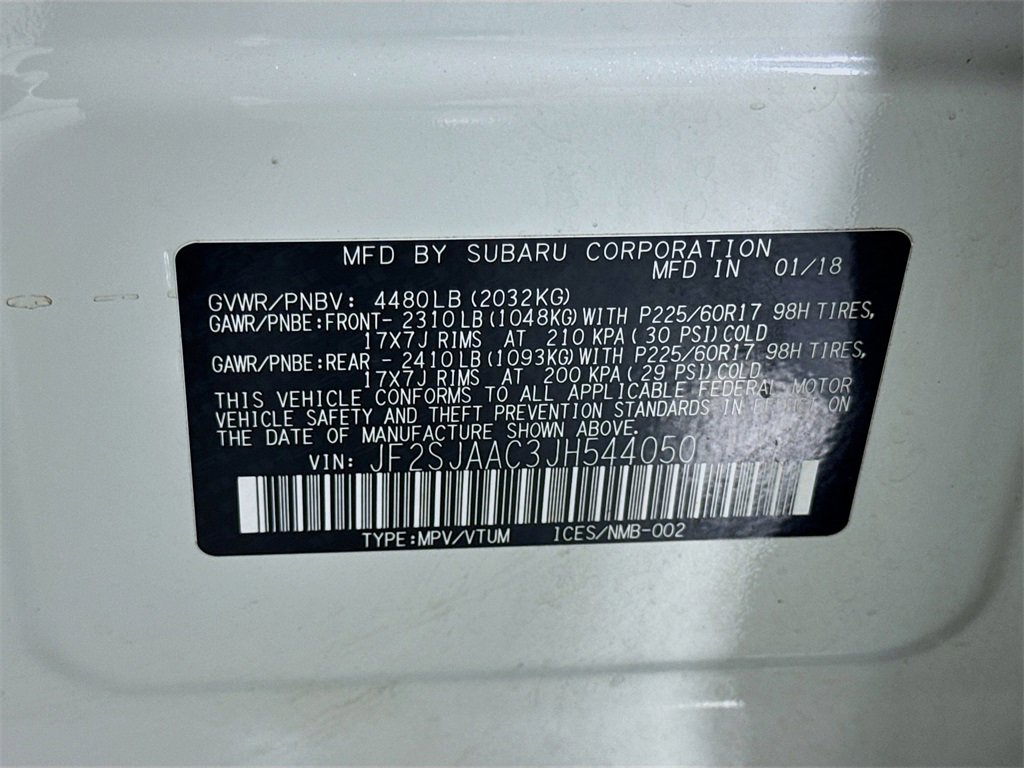 MFD BY SUBARU CORPORATION
MFD IN 01/18
GVWR/PNBV: 4480LB(2032KG)
GAWR/PNBE:FRONT- 2310LB(1048KG)WITH P225/60R17 98H TIRES,
17X7J RIMS AT 210 KPA(30 PSI)COLD
GAWR/PNBE:REAR - 2410LB(1093KG)WITH P225/60R17 98H TIRES,
17X7J RIMS AT 200 KPA(29 PSI)COLD.
THIS VEHICLE CONFORMS TO ALL APPLICABLE FEDERAL MOTOR
VEHICLE SAFETY AND THEFT PREVENTION STANDARDS IN ON
THE DATE OF MANUFACTURE SHOWN ABOVE.
VIN: JF2SJAAC3JH544050
TYPE:MPV/VTUM ICES/NMB-002